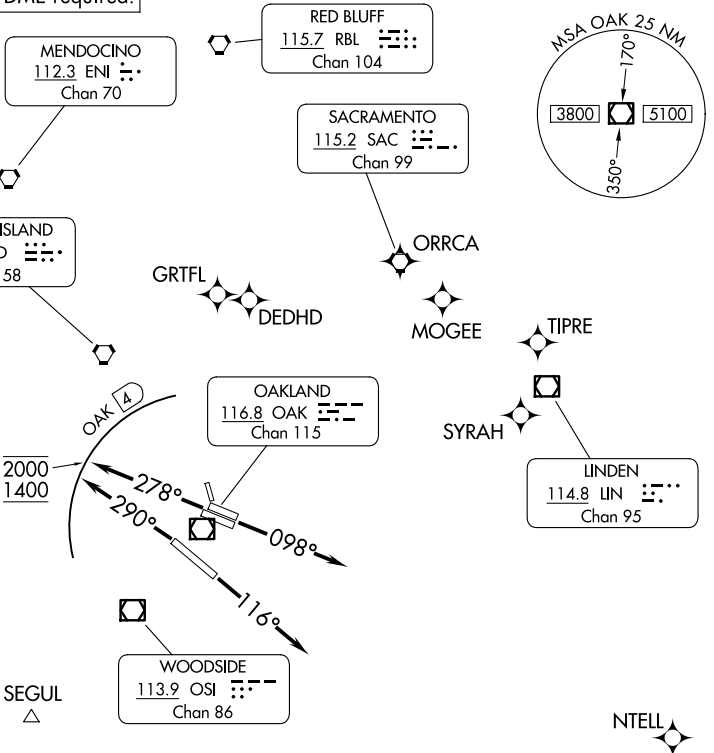 DME required.
RED BLUFF
115.7 RBL
Chan 104
MENDOCINO
112.3 ENI
Chan 70
MSA OAK 25 NM
170°
3800
5100
350°
SACRAMENTO
115.2 SAC
Chan 99
ISLAND
D
58
ORRCA
GRTFL
DEDHD
MOGEE
TIPRE
OAKLAND
116.8 OAK
Chan 115
OAK 4
SYRAH
2000
1400
278°
290°
098°
116°
LINDEN
114.8 LIN
Chan 95
WOODSIDE
113.9 OSI
Chan 86
SEGUL
NTELL